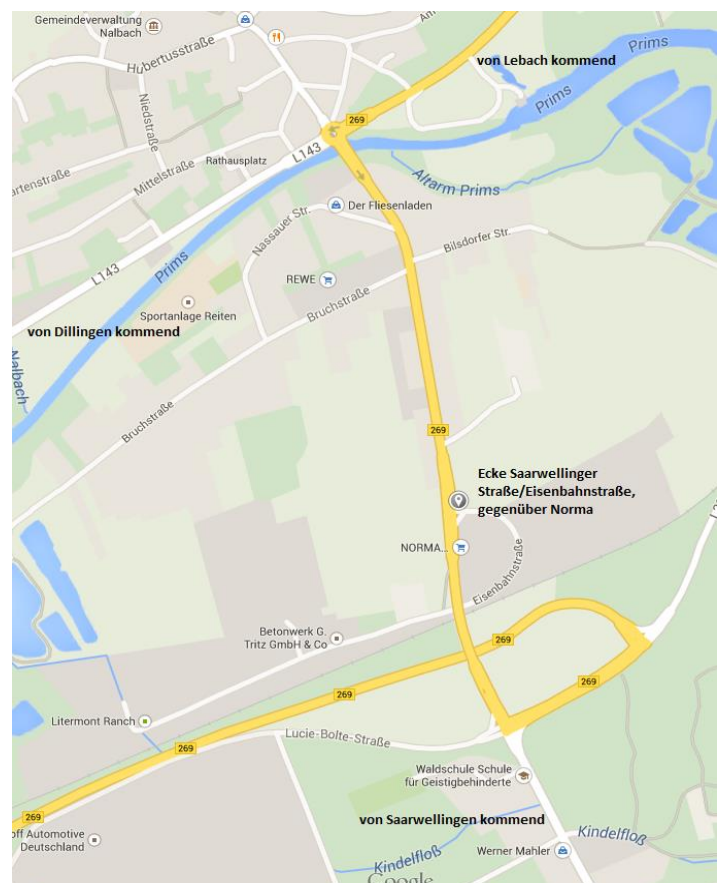 Gemeindeverwaltung
Nalbach
Hubertusstraße
Niedstraße
von Lebach kommend
Prims
Prims
269
269
L143
Rathausplatz
Mittelstraße
artenstraße
Altarm Prims
Der Fliesenladen
Nassauer Str.
Bilsdorfer Str.
L143
Prims
REWE
Bruchstraße
Sportanlage Reiten
von Dillingen kommend
Nalbach
Bruchstraße
269
Ecke Saarwellinger
Straße/Eisenbahnstraße,
gegenüber Norma
NORMA...
Eisenbahnstraße
Betonwerk G.
Tritz GmbH & Co
269
269
269
Litermont Ranch
Lucie-Bolte-Straße
269
Waldschule Schule
für Geistigbehinderte
269
von Saarwellingen kommend
off Automotive
Deutschland
Kindelfloß
Kindelfloß
Werner Mahler
Google